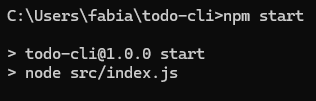 C:\Users\fabia\todo-cli>npm start
> todo-cli@1.0.0 start
> node src/index.js